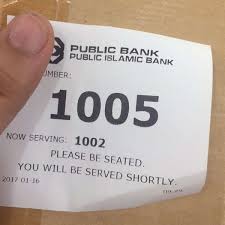 PUBLIC BANK
PUBLIC ISLAMIC BANK
UMBER:
1005
NOW SERVING: 1002
PLEASE BE SEATED.
YOU WILL BE SERVED SHORTLY.
2017-01-16